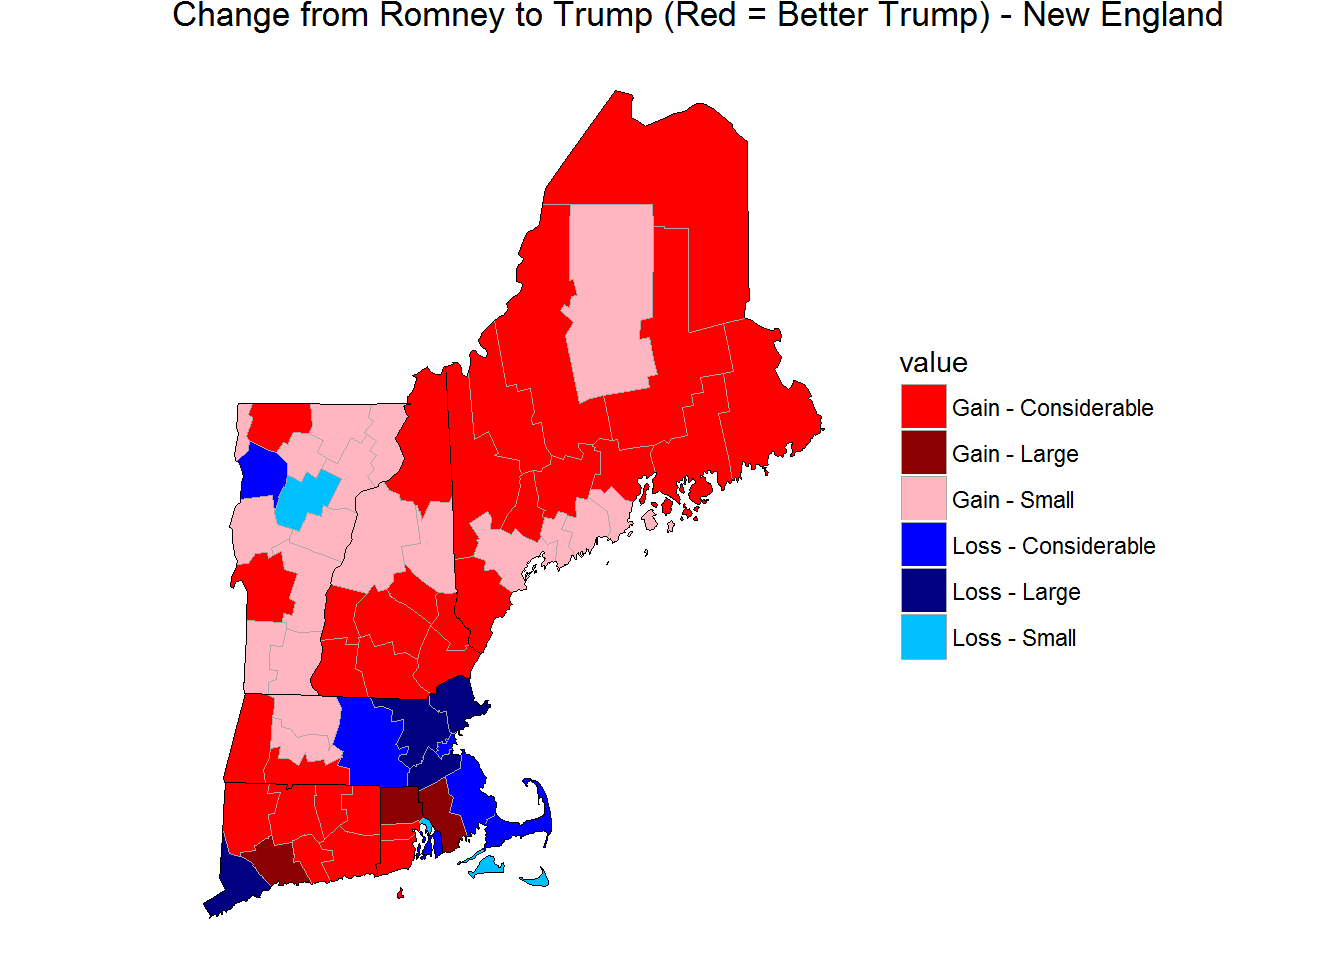 Change from Romney to Trump (Red = Better Trump) - New England
value
Gain - Considerable
Gain - Large
Gain - Small
Loss - Considerable
Loss - Large
Loss - Small